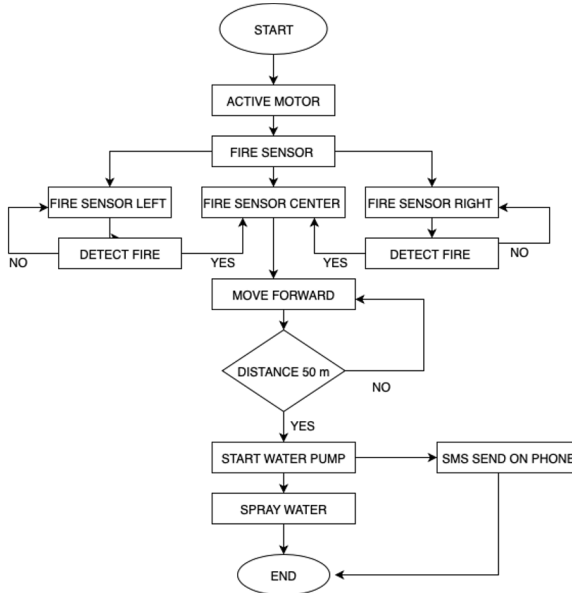 START
ACTIVE MOTOR
FIRE SENSOR
FIRE SENSOR LEFT
FIRE SENSOR CENTER
FIRE SENSOR RIGHT
NO
DETECT FIRE
YES
YES
DETECT FIRE
NO
MOVE FORWARD
DISTANCE 50 m
NO
YES
START WATER PUMP
SMS SEND ON PHONE
SPRAY WATER
END